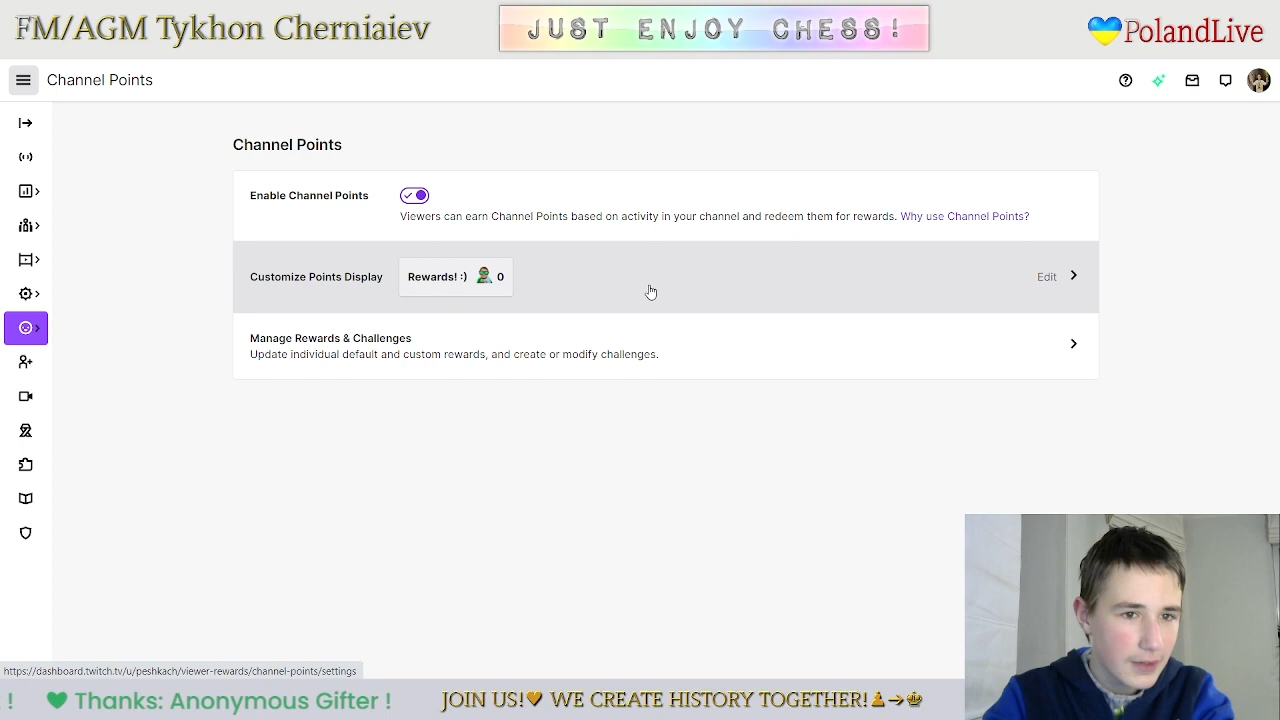 FM/AGM Tykhon Cherniaiev
JUST ENJOY CHESS!
PolandLive
Channel Points
Channel Points
Enable Channel Points
Viewers can earn Channel Points based on activity in your channel and redeem them for rewards. Why use Channel Points?
Customize Points Display
Rewards! :) 0
Edit
Manage Rewards & Challenges
Update individual default and custom rewards, and create or modify challenges.
https://dashboard.twitch.tv/u/peshkach/viewer-rewards/channel-points/settings
! 💚 Thanks: Anonymous Gifter !
JOIN US!♥ WE CREATE HISTORY TOGETHER!♟→♚